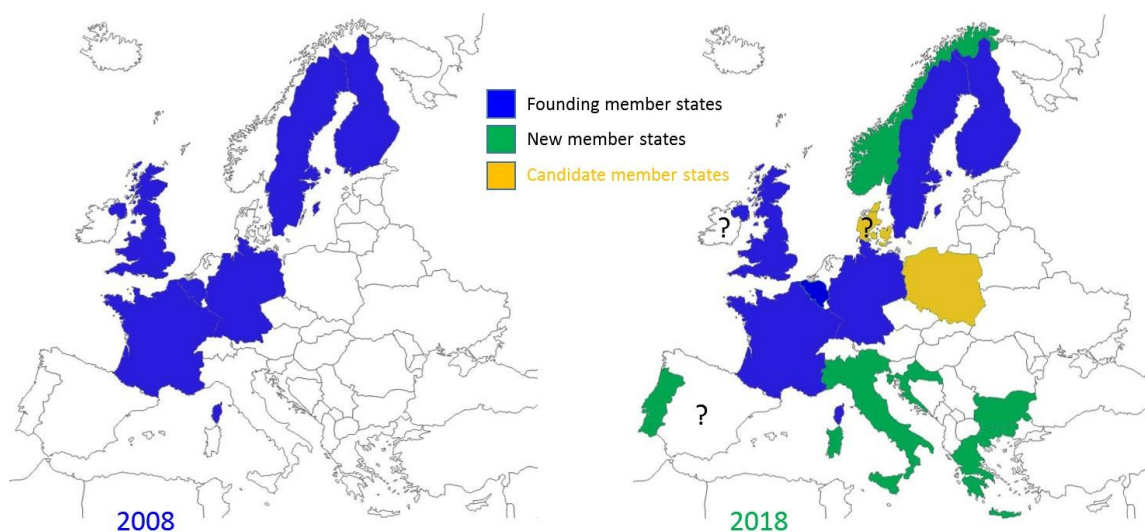 Founding member states
New member states
Candidate member states
?
?
?
2008
2018